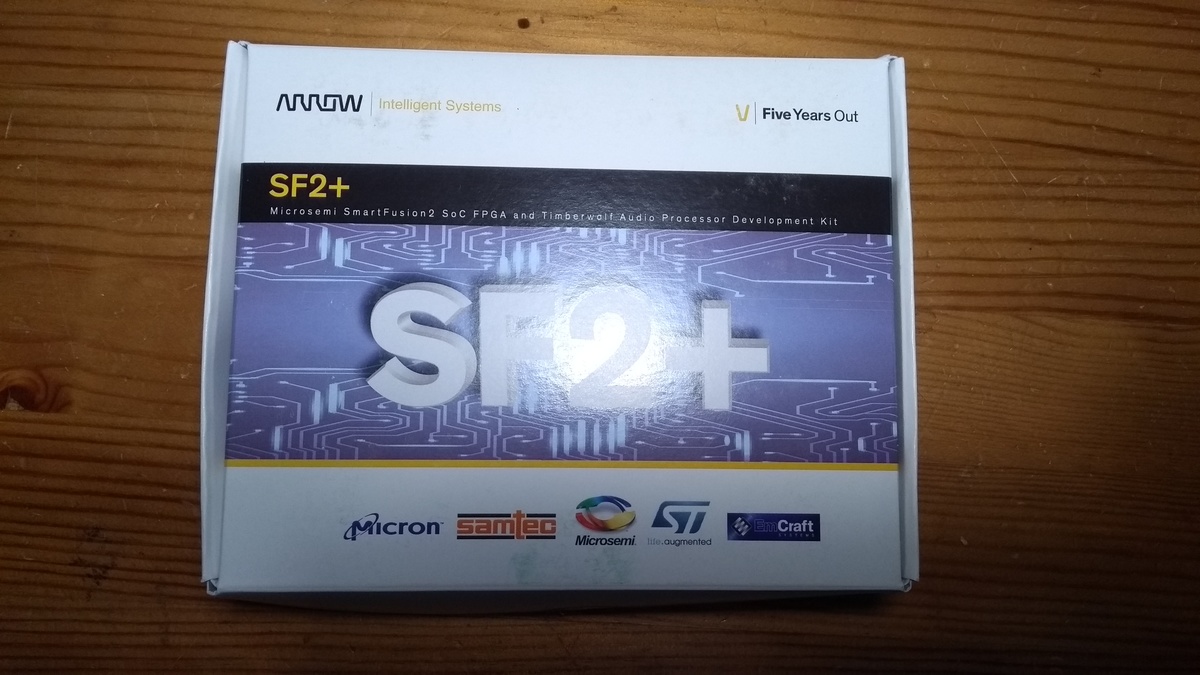 ARROW Intelligent Systems
V Five Years Out
SF2+
Microsemi SmartFusion2 SoC FPGA and Timberwolf Audio Processor Development Kit
SF2+
Micron
samtec
Microsemi
ST
life.augmented
EmCraft
SYSTEMS